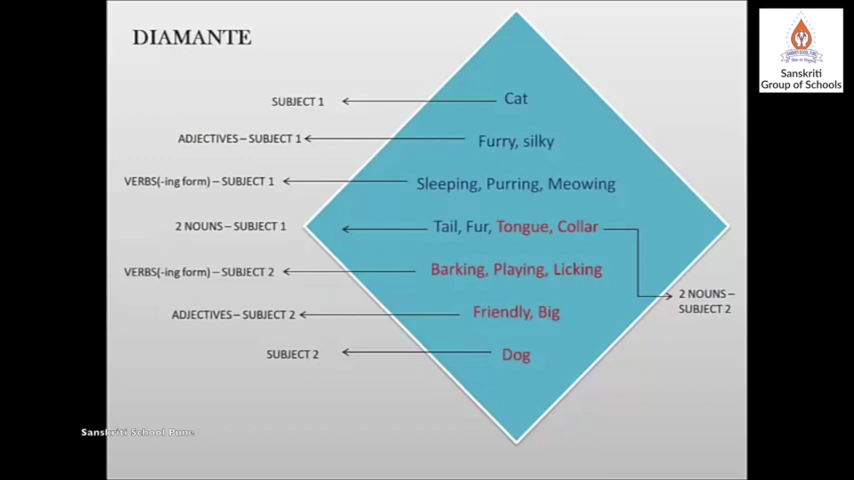 DIAMANTE
Sanskriti
Group of Schools
SUBJECT 1
Cat
ADJECTIVES – SUBJECT 1
Furry, silky
VERBS(-ing form) – SUBJECT 1
Sleeping, Purring, Meowing
2 NOUNS – SUBJECT 1
Tail, Fur, Tongue, Collar
VERBS(-ing form) – SUBJECT 2
Barking, Playing, Licking
2 NOUNS –
SUBJECT 2
ADJECTIVES – SUBJECT 2
Friendly, Big
SUBJECT 2
Dog
Sanskriti School Pune